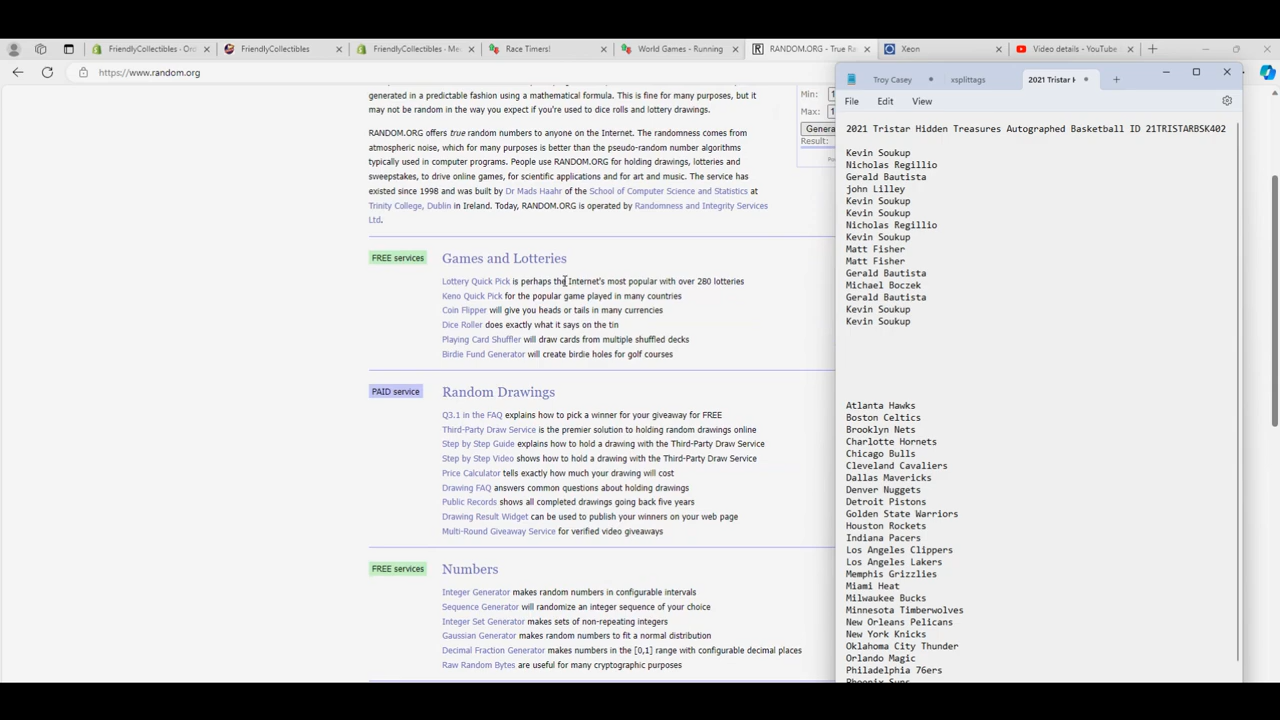 FriendlyCollectibles - Or
FriendlyCollectibles
FriendlyCollectibles - Me
Race Timers!
World Games - Running
RANDOM.ORG - True Ra
Xeon
Video details - YouTube
https://www.random.org
generated in a predictable fashion using a mathematical formula. This is fine for many purposes, but it
may not be random in the way you expect if you're used to dice rolls and lottery drawings.
RANDOM.ORG offers true random numbers to anyone on the Internet. The randomness comes from
atmospheric noise, which for many purposes is better than the pseudo-random number algorithms
typically used in computer programs. People use RANDOM.ORG for holding drawings, lotteries and
sweepstakes, to drive online games, for scientific applications and for art and music. The service has
existed since 1998 and was built by Dr Mads Haahr of the School of Computer Science and Statistics at
Trinity College, Dublin in Ireland. Today, RANDOM.ORG is operated by Randomness and Integrity Services
Ltd.
FREE services
Games and Lotteries
Lottery Quick Pick is perhaps the Internet's most popular with over 280 lotteries
Keno Quick Pick for the popular game played in many countries
Coin Flipper will give you heads or tails in many currencies
Dice Roller does exactly what it says on the tin
Playing Card Shuffler will draw cards from multiple shuffled decks
Birdie Fund Generator will create birdie holes for golf courses
PAID service
Random Drawings
Q3.1 in the FAQ explains how to pick a winner for your giveaway for FREE
Third-Party Draw Service is the premier solution to holding random drawings online
Step by Step Guide explains how to hold a drawing with the Third-Party Draw Service
Step by Step Video shows how to hold a drawing with the Third-Party Draw Service
Price Calculator tells exactly how much your drawing will cost
Drawing FAQ answers common questions about holding drawings
Public Records shows all completed drawings going back five years
Drawing Result Widget can be used to publish your winners on your web page
Multi-Round Giveaway Service for verified video giveaways
FREE services
Numbers
Integer Generator makes random numbers in configurable intervals
Sequence Generator will randomize an integer sequence of your choice
Integer Set Generator makes sets of non-repeating integers
Gaussian Generator makes random numbers to fit a normal distribution
Decimal Fraction Generator makes numbers in the [0,1] range with configurable decimal places
Raw Random Bytes are useful for many cryptographic purposes
Min: 1
Max: 1
Genera
Result:
Troy Casey
xsplittags
2021 Tristar
File Edit View
2021 Tristar Hidden Treasures Autographed Basketball ID 21TRISTARBSK402
Kevin Soukup
Nicholas Regillio
Gerald Bautista
john Lilley
Kevin Soukup
Kevin Soukup
Nicholas Regillio
Kevin Soukup
Matt Fisher
Matt Fisher
Gerald Bautista
Michael Boczek
Gerald Bautista
Kevin Soukup
Kevin Soukup
Atlanta Hawks
Boston Celtics
Brooklyn Nets
Charlotte Hornets
Chicago Bulls
Cleveland Cavaliers
Dallas Mavericks
Denver Nuggets
Detroit Pistons
Golden State Warriors
Houston Rockets
Indiana Pacers
Los Angeles Clippers
Los Angeles Lakers
Memphis Grizzlies
Miami Heat
Milwaukee Bucks
Minnesota Timberwolves
New Orleans Pelicans
New York Knicks
Oklahoma City Thunder
Orlando Magic
Philadelphia 76ers
Phoenix Suns